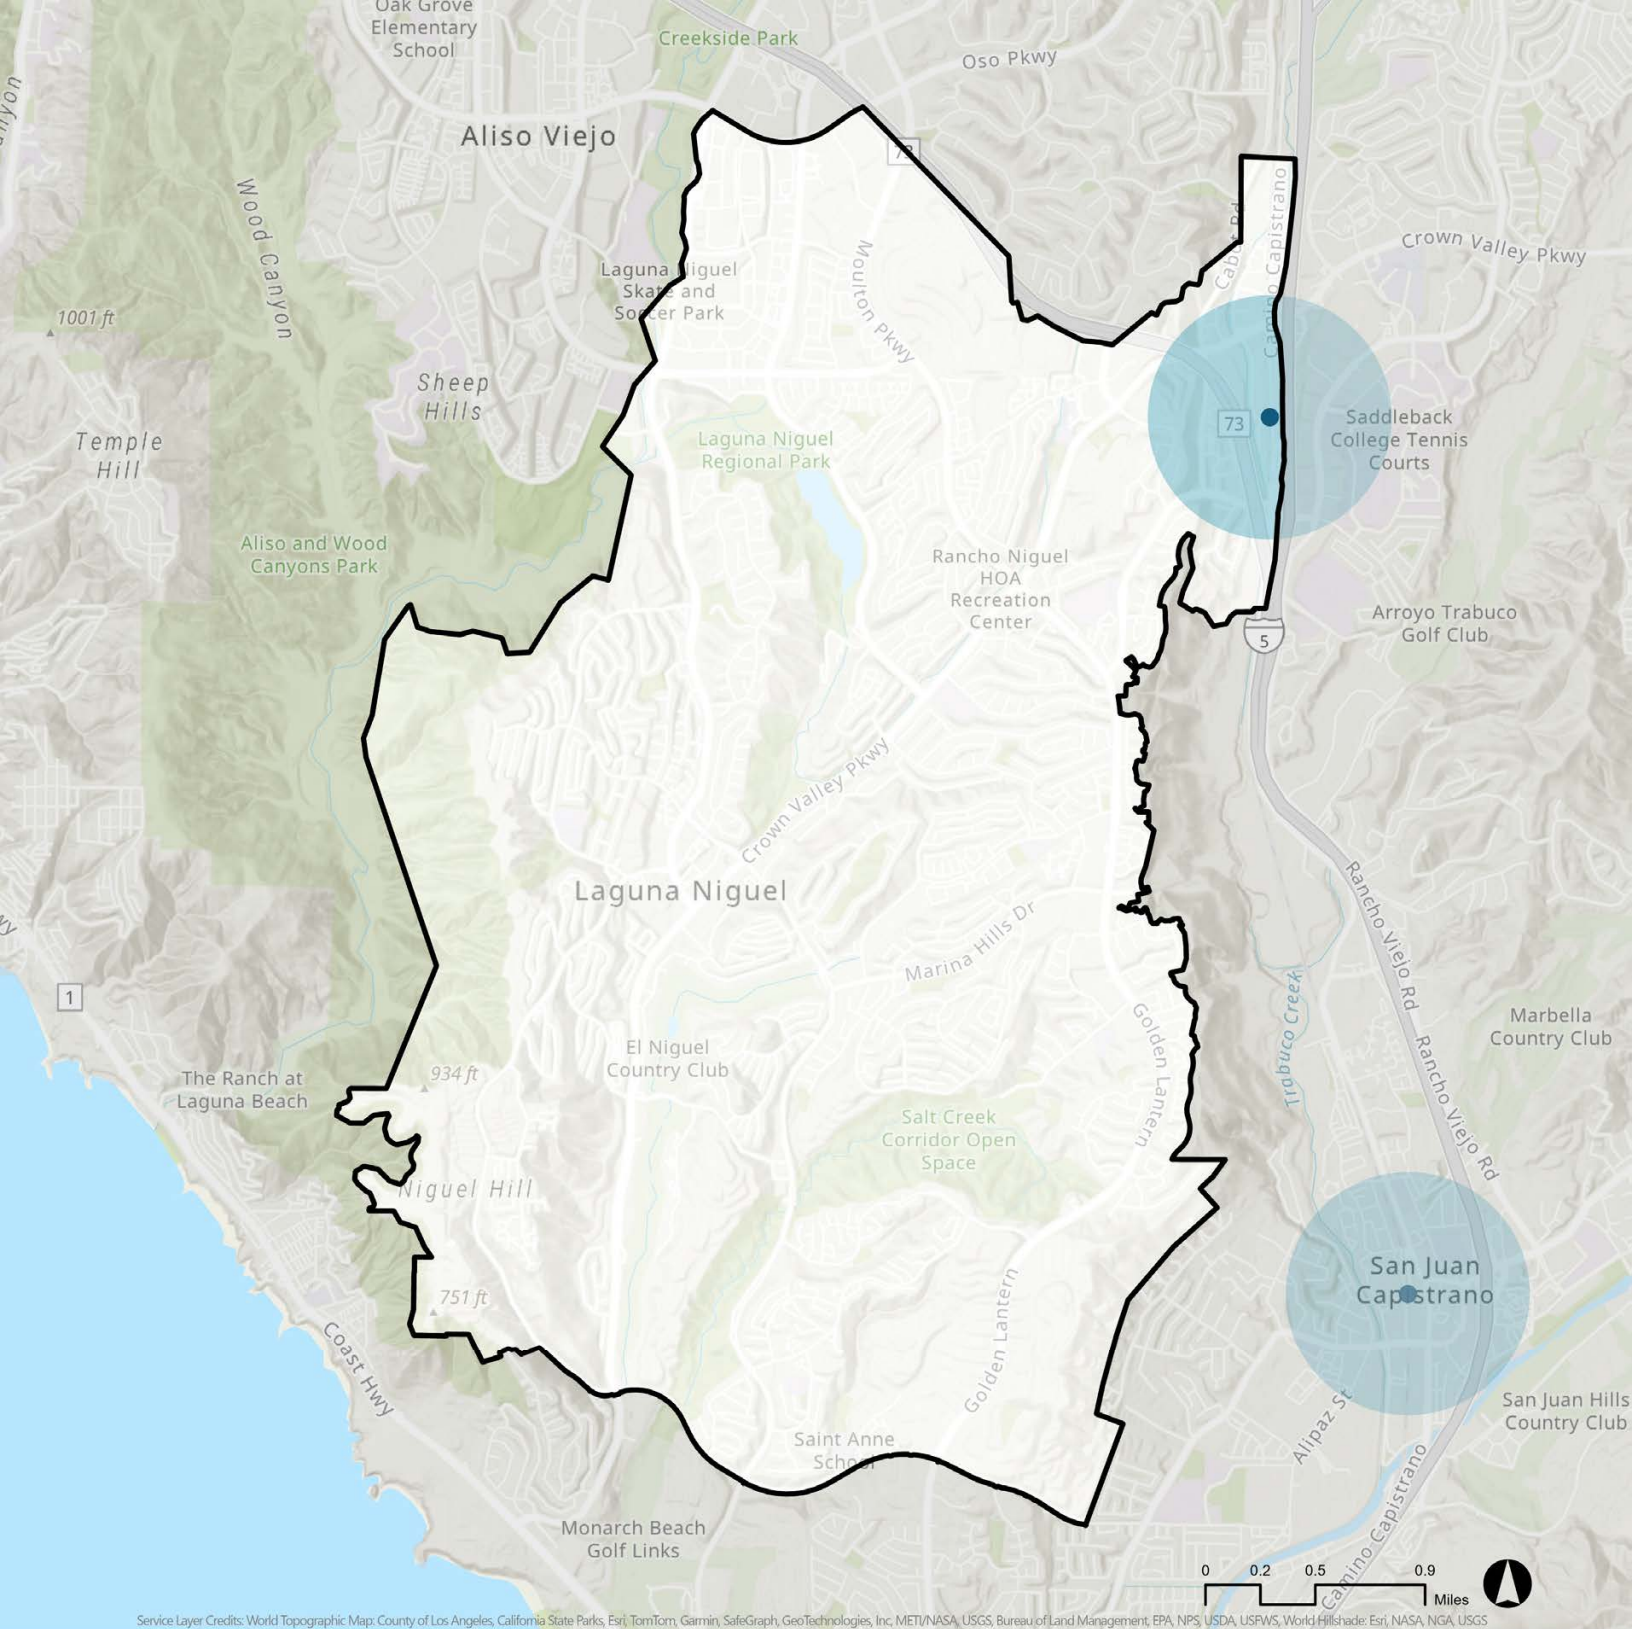 Oak Grove
Elementary
School
Creekside Park
Oso Pkwy
Aliso Viejo
73
Wood Canyon
Cabot Rd
Camino Capistrano
Crown Valley Pkwy
Laguna Niguel
Skate and
Soccer Park
Moulton Pkwy
1001 ft
Sheep
Hills
Temple
Hill
Laguna Niguel
Regional Park
73
Saddleback
College Tennis
Courts
Aliso and Wood
Canyons Park
Rancho Niguel
HOA
Recreation
Center
Arroyo Trabuco
Golf Club
5
Crown Valley Pkwy
Laguna Niguel
Marina Hills Dr
Rancho Viejo Rd
1
Trabuco Creek
Golden Lantern
Marbella
Country Club
Rancho Viejo Rd
El Niguel
Country Club
934 ft
The Ranch at
Laguna Beach
Salt Creek
Corridor Open
Space
Niguel Hill
San Juan
Capistrano
751 ft
Golden Lantern
Coast Hwy
Alipaz St
San Juan Hills
Country Club
Saint Anne
School
Camino Capistrano
Monarch Beach
Golf Links
0 0.2 0.5 0.9
Miles
Service Layer Credits: World Topographic Map: County of Los Angeles, California State Parks, Esri, TomTom, Garmin, SafeGraph, GeoTechnologies, Inc, METI/NASA, USGS, Bureau of Land Management, EPA, NPS, USDA, USFWS, World Hillshade: Esri, NASA, NGA, USGS